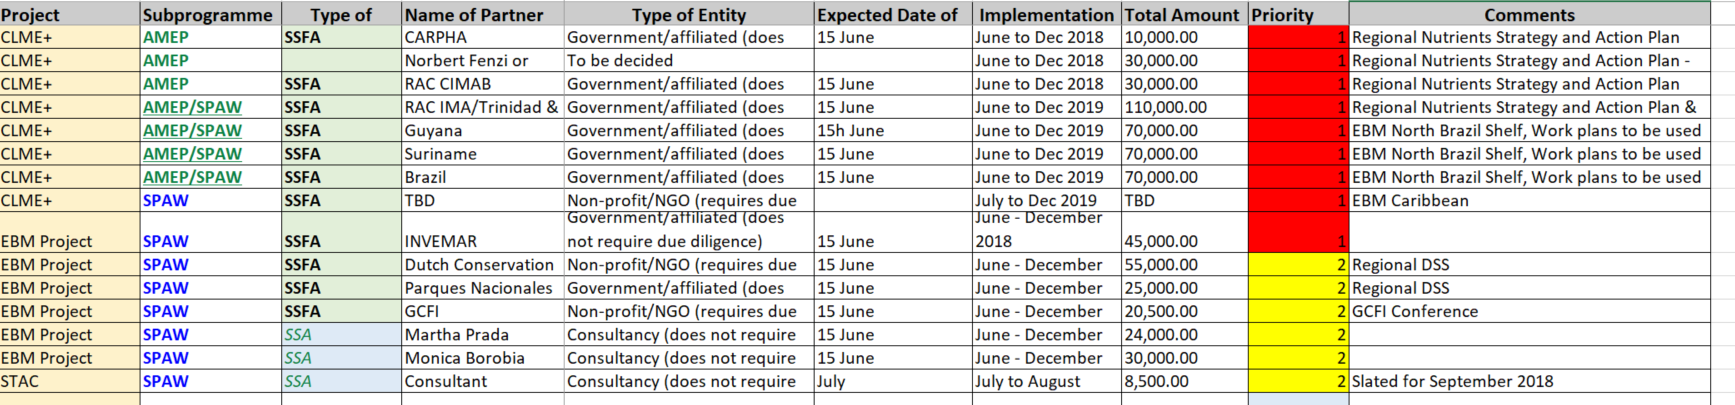 Project Subprogramme Type of Name of Partner Type of Entity Expected Date of Implementation Total Amount Priority Comments
CLME+ AMEP SSFA CARPHA Government/affiliated (does 15 June June to Dec 2018 10,000.00 1 Regional Nutrients Strategy and Action Plan
CLME+ AMEP Norbert Fenzi or To be decided June to Dec 2018 30,000.00 1 Regional Nutrients Strategy and Action Plan -
CLME+ AMEP SSFA RAC CIMAB Government/affiliated (does 15 June June to Dec 2018 30,000.00 1 Regional Nutrients Strategy and Action Plan
CLME+ AMEP/SPAW SSFA RAC IMA/Trinidad & Government/affiliated (does 15 June June to Dec 2019 110,000.00 1 Regional Nutrients Strategy and Action Plan &
CLME+ AMEP/SPAW SSFA Guyana Government/affiliated (does 15h June June to Dec 2019 70,000.00 1 EBM North Brazil Shelf, Work plans to be used
CLME+ AMEP/SPAW SSFA Suriname Government/affiliated (does 15 June June to Dec 2019 70,000.00 1 EBM North Brazil Shelf, Work plans to be used
CLME+ AMEP/SPAW SSFA Brazil Government/affiliated (does 15 June June to Dec 2019 70,000.00 1 EBM North Brazil Shelf, Work plans to be used
CLME+ SPAW SSFA TBD Non-profit/NGO (requires due July to Dec 2019 TBD 1 EBM Caribbean
Government/affiliated (does June - December
EBM Project SPAW SSFA INVEMAR not require due diligence) 15 June 2018 45,000.00 1
EBM Project SPAW SSFA Dutch Conservation Non-profit/NGO (requires due 15 June June - December 55,000.00 2 Regional DSS
EBM Project SPAW SSFA Parques Nacionales Government/affiliated (does 15 June June - December 25,000.00 2 Regional DSS
EBM Project SPAW SSFA GCFI Non-profit/NGO (requires due 15 June June - December 20,500.00 2 GCFI Conference
EBM Project SPAW SSA Martha Prada Consultancy (does not require 15 June June - December 24,000.00 2
EBM Project SPAW SSA Monica Borobia Consultancy (does not require 15 June June - December 30,000.00 2
STAC SPAW SSA Consultant Consultancy (does not require July July to August 8,500.00 2 Slated for September 2018